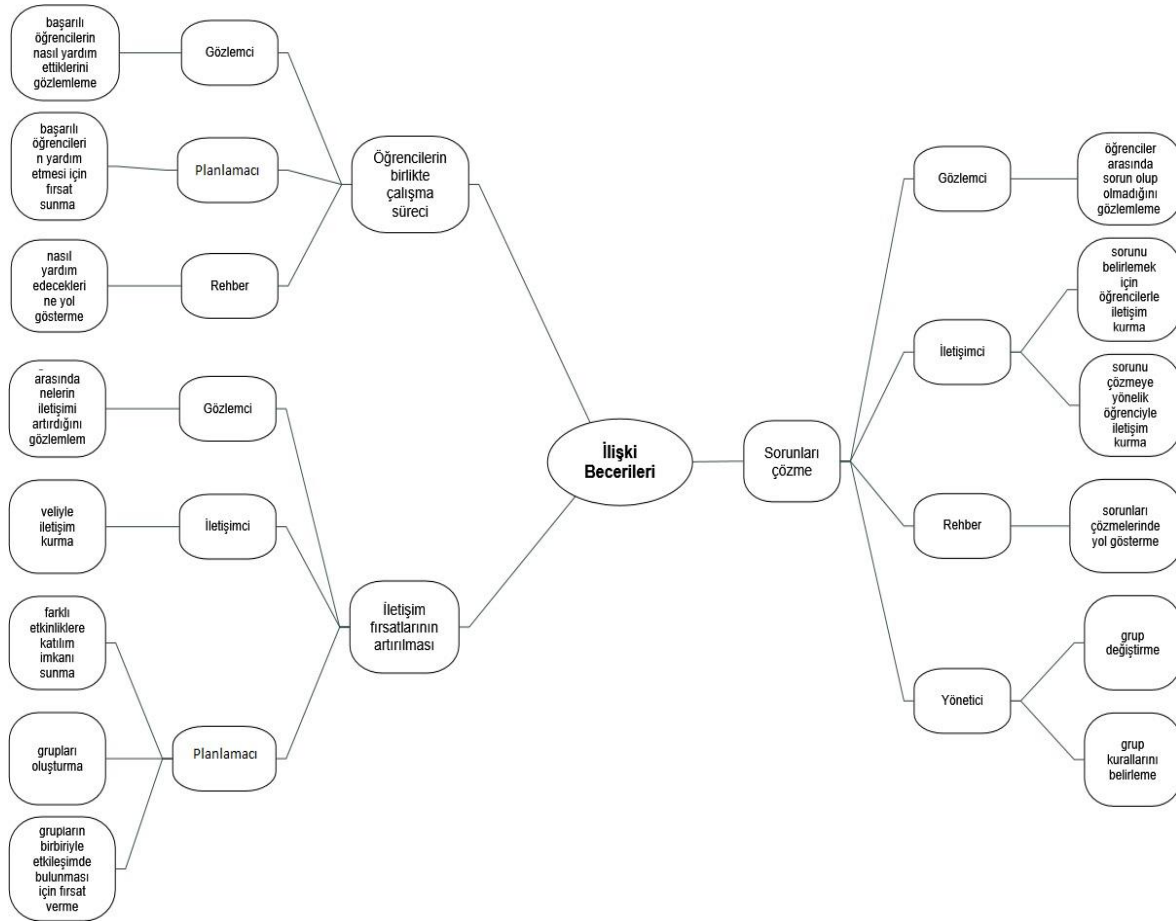 başarılı
öğrencilerin
nasıl yardım
ettiklerini
gözlemleme
Gözlemci
başarılı
öğrencileri
n yardım
etmesi için
fırsat
sunma
Planlamacı
nasıl
yardım
edecekleri
ne yol
gösterme
Rehber
Öğrencilerin
birlikte
çalışma
süreci
arasında
nelerin
iletişimi
artırdığını
gözlemlem
Gözlemci
veliyle
iletişim
kurma
İletişimci
farklı
etkinliklere
katılım
imkanı
sunma
grupları
oluşturma
grupların
birbiriyle
etkileşimde
bulunması
için fırsat
verme
Planlamacı
İletişim
fırsatlarının
artırılması
İlişki
Becerileri
Sorunları
çözme
Gözlemci
öğrenciler
arasında
sorun olup
olmadığını
gözlemleme
İletişimci
sorunu
belirlemek
için
öğrencilerle
iletişim
kurma
sorunu
çözmeye
yönelik
öğrenciyle
iletişim
kurma
Rehber
sorunları
çözmelerinde
yol gösterme
Yönetici
grup
değiştirme
grup
kurallarını
belirleme